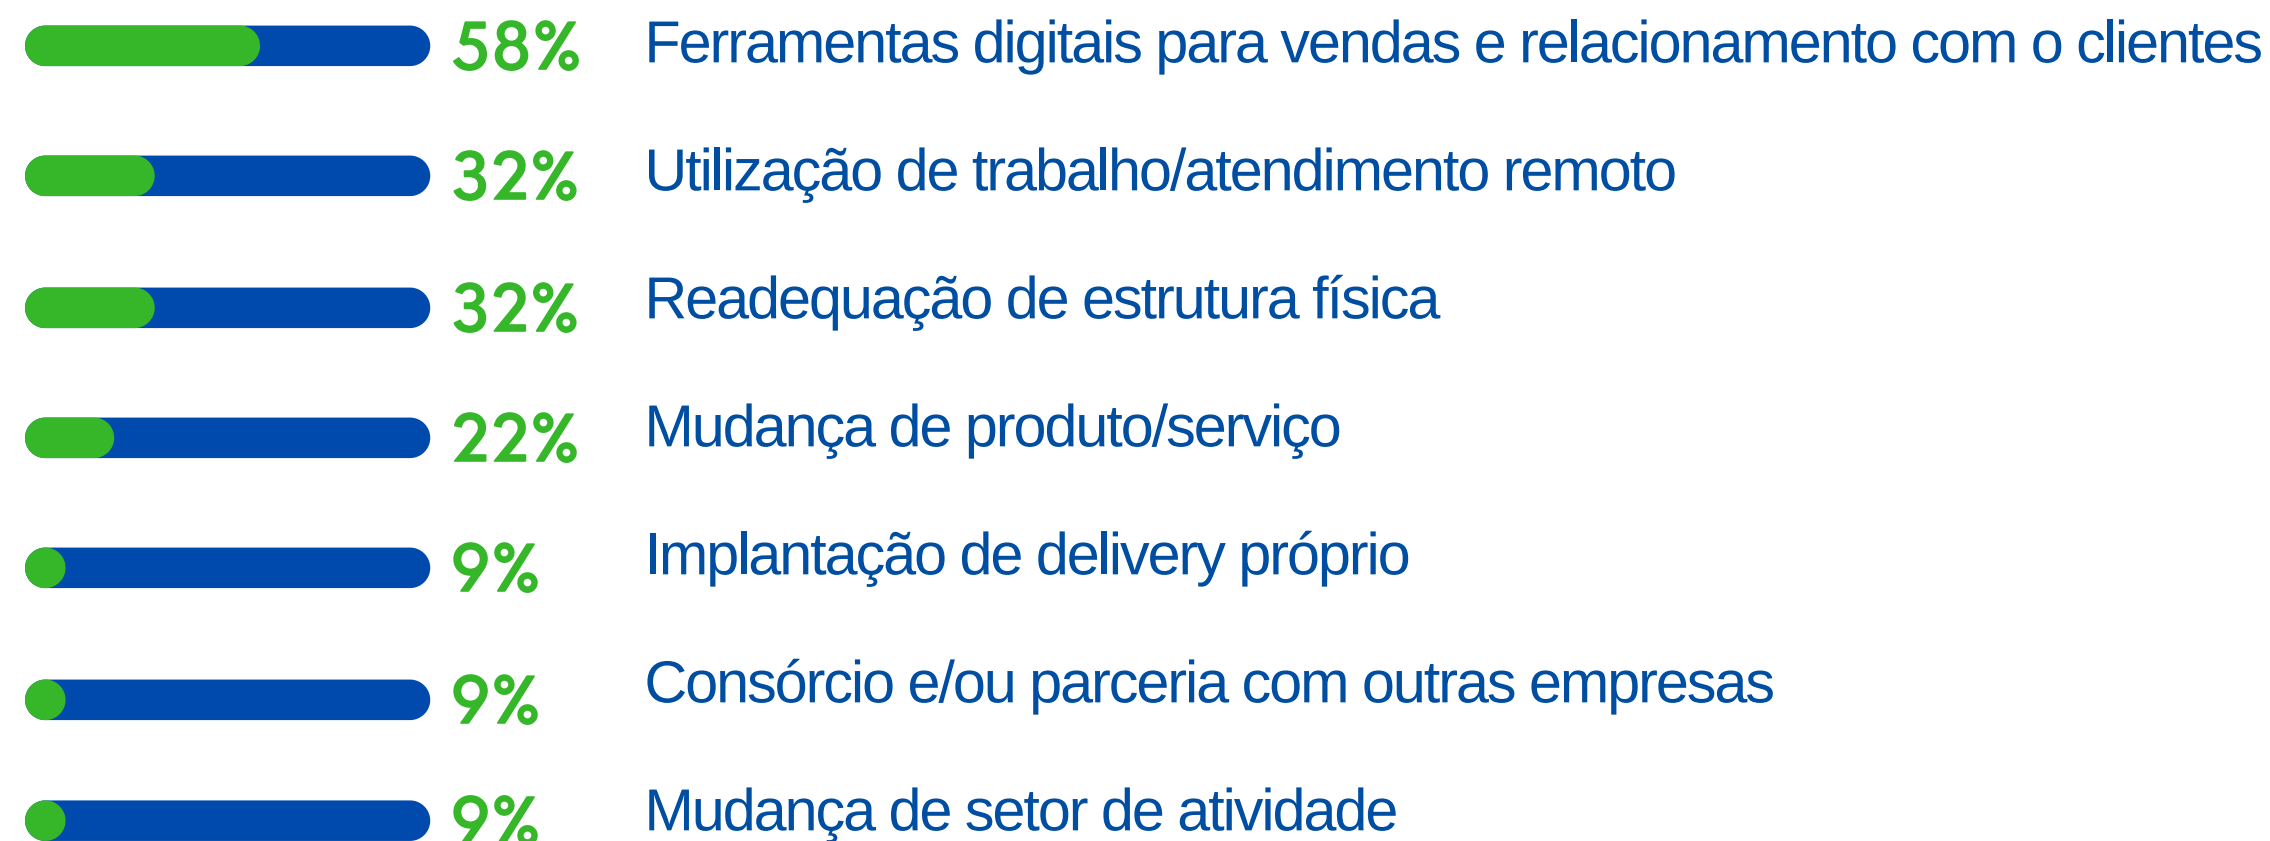 58% Ferramentas digitais para vendas e relacionamento com o clientes
32% Utilização de trabalho/atendimento remoto
32% Readequação de estrutura física
22% Mudança de produto/serviço
9% Implantação de delivery próprio
9% Consórcio e/ou parceria com outras empresas
9% Mudança de setor de atividade